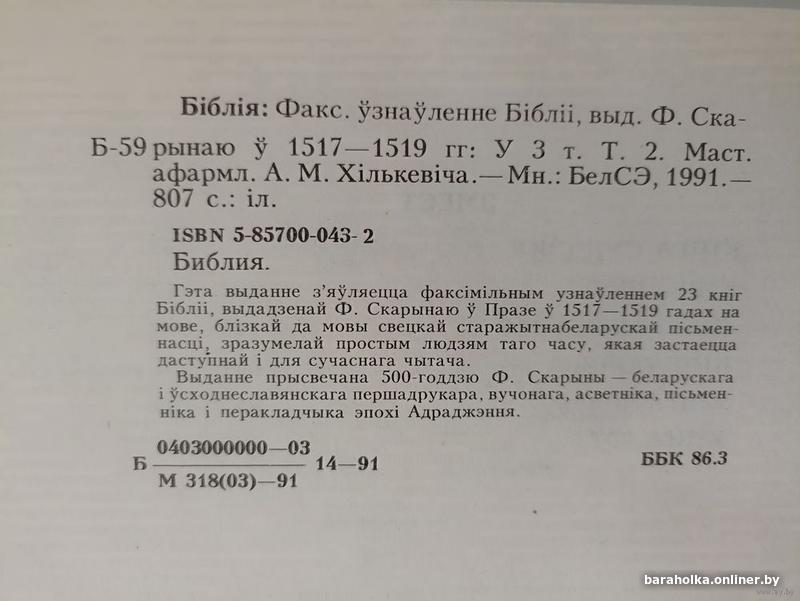 Біблія: Факс. ўзнаўленне Бібліі, выд. Ф. Ска-
Б-59 рынаю ў 1517—1519 гг: У 3 т. Т. 2. Маст.
афармл. А. М. Хількевіча.—Мн.: БелСЭ, 1991.—
807 с.: іл.
ISBN 5-85700-043-2
Библия.
Гэта выданне з’яўляецца факсімільным узнаўленнем 23 кніг
Бібліі, выдадзенай Ф. Скарынаю ў Празе ў 1517—1519 гадах на
мове, блізкай да мовы свецкай старажытнабеларускай пісьмен-
насці, зразумелай простым людзям таго часу, якая застаецца
даступнай і для сучаснага чытача.
Выданне прысвечана 500-годдзю Ф. Скарыны — беларускага
і ўсходнеславянскага першадрукара, вучонага, асветніка, пісьмен-
ніка і перакладчыка эпохі Адраджэння.
0403000000—03
Б 14—91
М 318(03)—91
ББК 86.3
baraholka.onliner.by